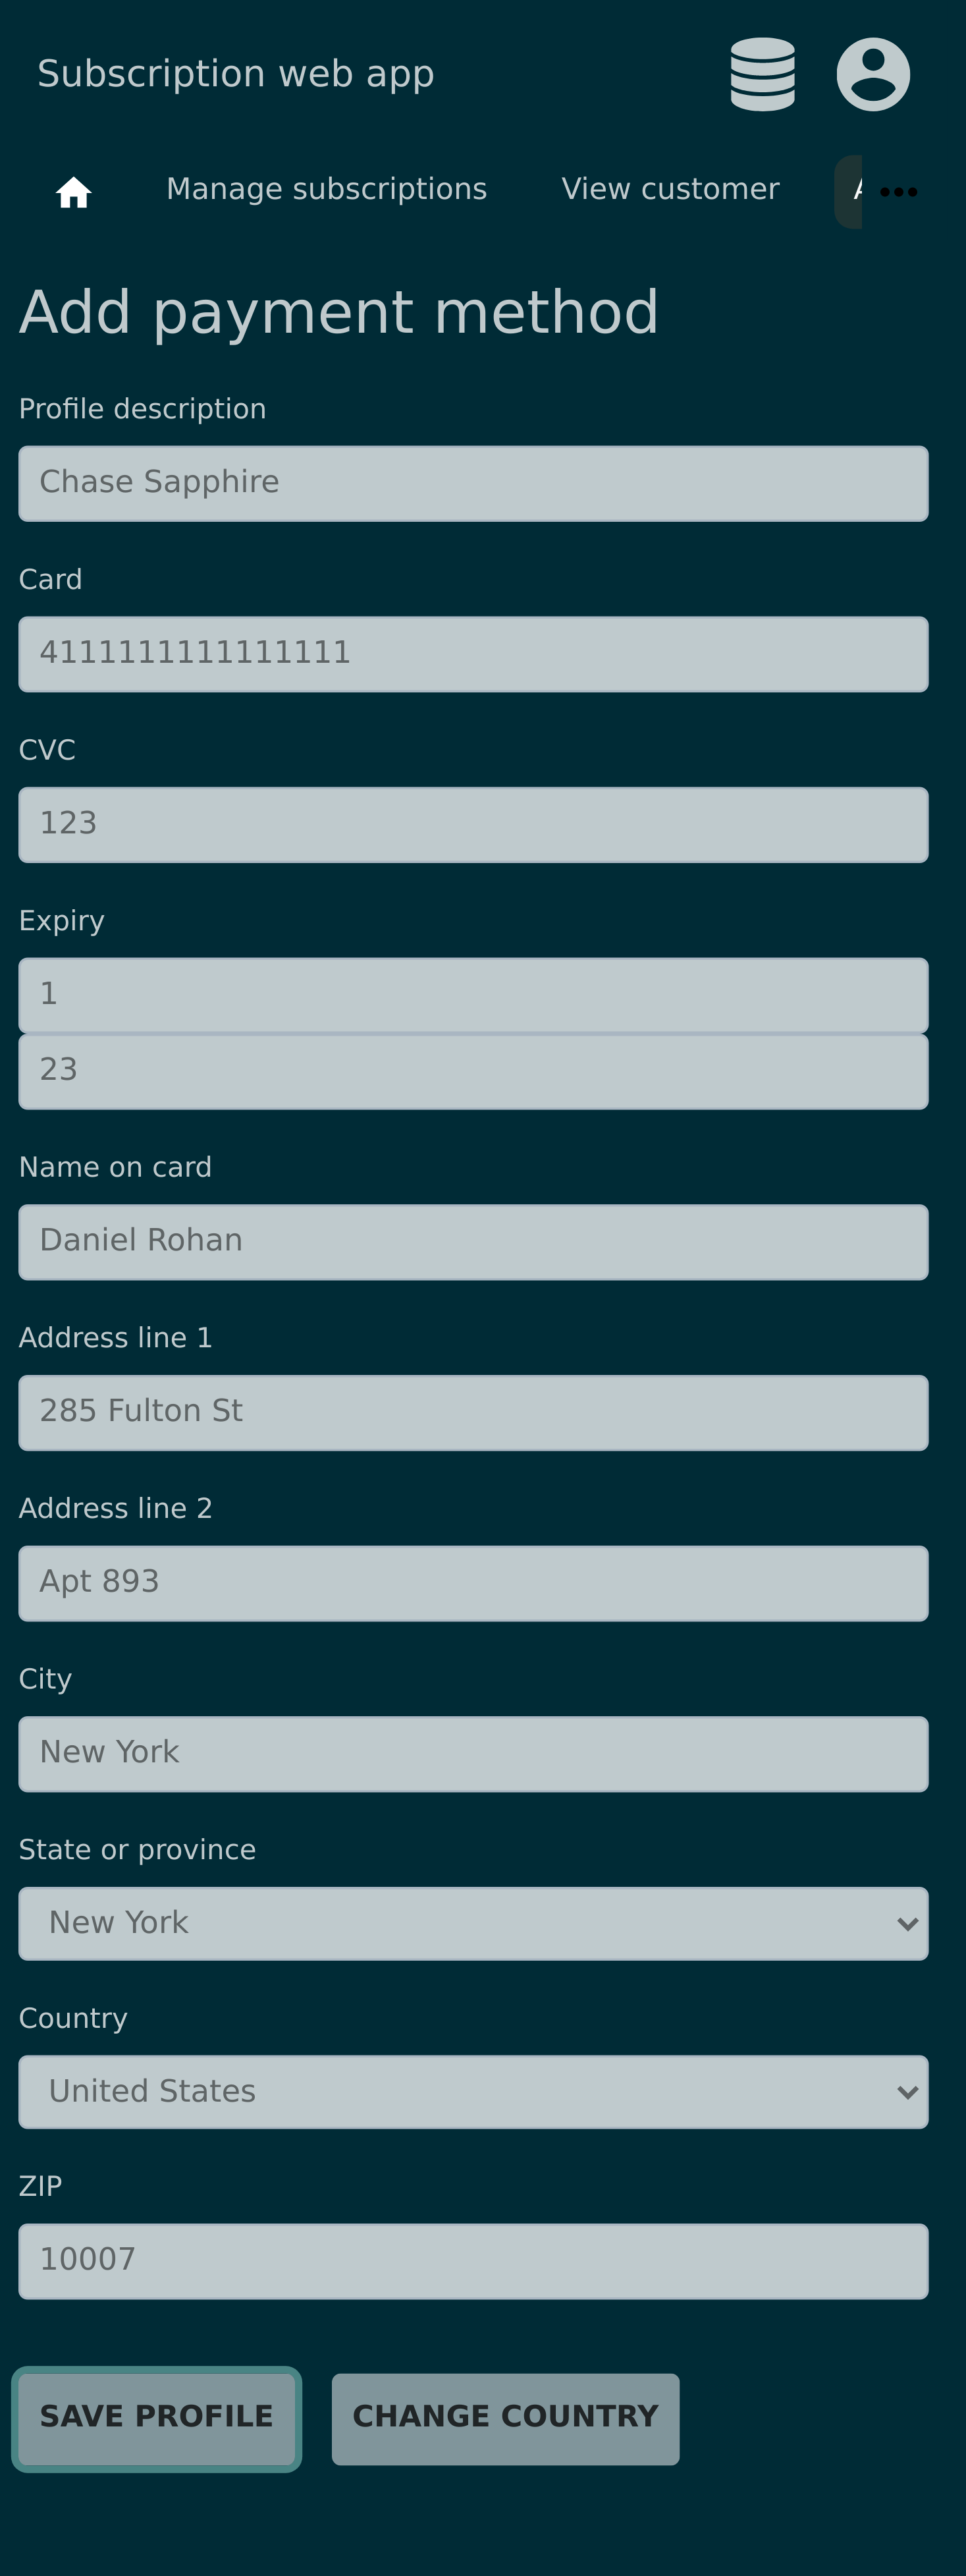 Subscription web app
Manage subscriptions
View customer
Add payment method
Profile description
Chase Sapphire
Card
4111111111111111
CVC
123
Expiry
1
23
Name on card
Daniel Rohan
Address line 1
285 Fulton St
Address line 2
Apt 893
City
New York
State or province
New York
Country
United States
ZIP
10007
SAVE PROFILE
CHANGE COUNTRY